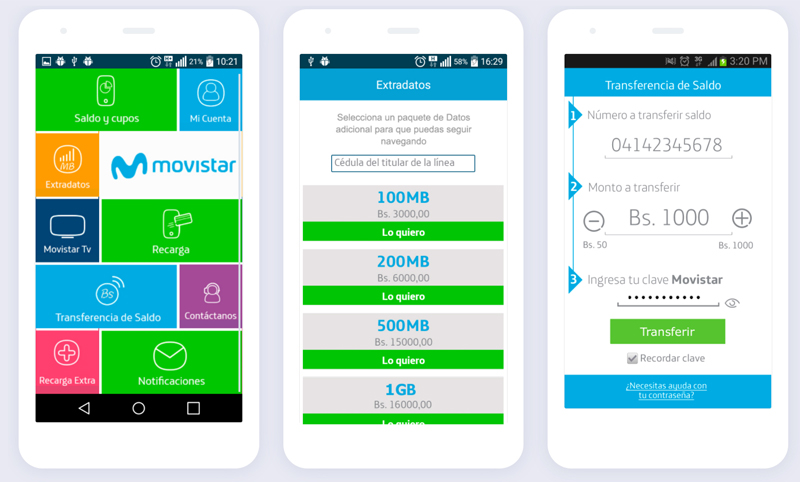 21% 10:21
Saldo y cupos
Mi Cuenta
MB
Extradatos
movistar
Movistar Tv
Recarga
Bs
Transferencia de Saldo
Contáctanos
Recarga Extra
Notificaciones
58% 16:29
Extradatos
Selecciona un paquete de Datos
adicional para que puedas seguir
navegando
Cédula del titular de la línea
100MB
Bs. 3000,00
Lo quiero
200MB
Bs. 6000,00
Lo quiero
500MB
Bs. 15000,00
Lo quiero
1GB
Bs. 16000,00
Lo quiero
3G 3:20 PM
Transferencia de Saldo
1 Número a transferir saldo
04142345678
2 Monto a transferir
Bs. 1000
Bs. 50 Bs. 1000
3 Ingresa tu clave Movistar
Transferir
Recordar clave
¿Necesitas ayuda con
tu contraseña?